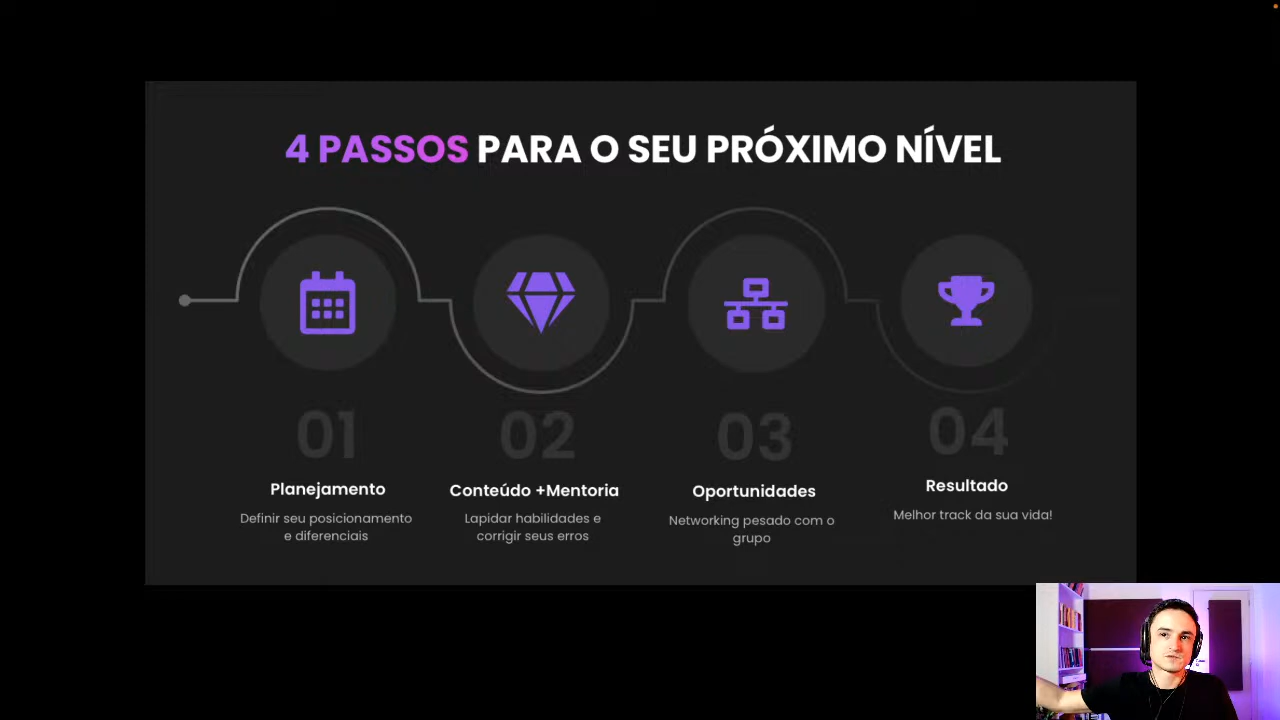 4 PASSOS PARA O SEU PRÓXIMO NÍVEL
01
02
03
04
Planejamento
Conteúdo +Mentoria
Oportunidades
Resultado
Definir seu posicionamento
e diferenciais
Lapidar habilidades e
corrigir seus erros
Networking pesado com o
grupo
Melhor track da sua vida!